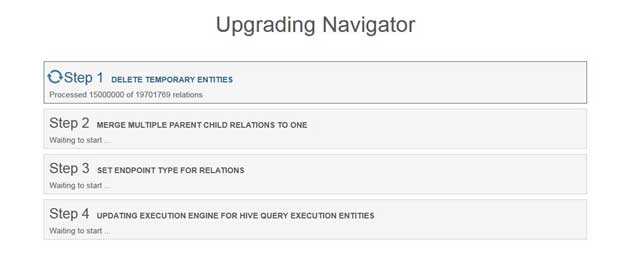 Upgrading Navigator
Step 1 DELETE TEMPORARY ENTITIES
Processed 15000000 of 19701769 relations
Step 2 MERGE MULTIPLE PARENT CHILD RELATIONS TO ONE
Waiting to start ...
Step 3 SET ENDPOINT TYPE FOR RELATIONS
Waiting to start ...
Step 4 UPDATING EXECUTION ENGINE FOR HIVE QUERY EXECUTION ENTITIES
Waiting to start ...